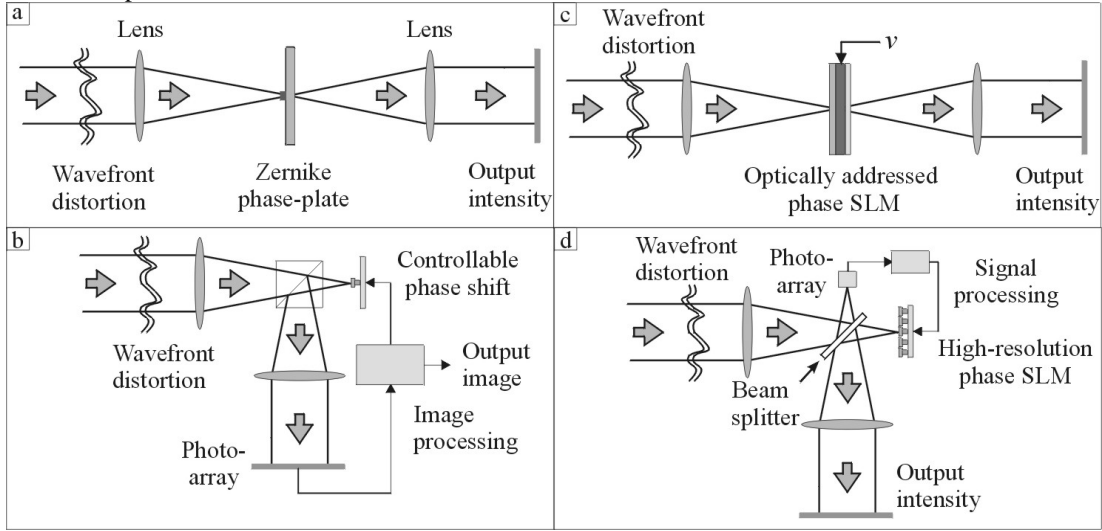 a
Lens
Lens
Wavefront
distortion
Zernike
phase-plate
Output
intensity
b
Wavefront
distortion
Controllable
phase shift
Output
image
Image
processing
Photo-
array
c
Wavefront
distortion
v
Optically addressed
phase SLM
Output
intensity
d
Wavefront
distortion
Photo-
array
Signal
processing
High-resolution
phase SLM
Beam
splitter
Output
intensity